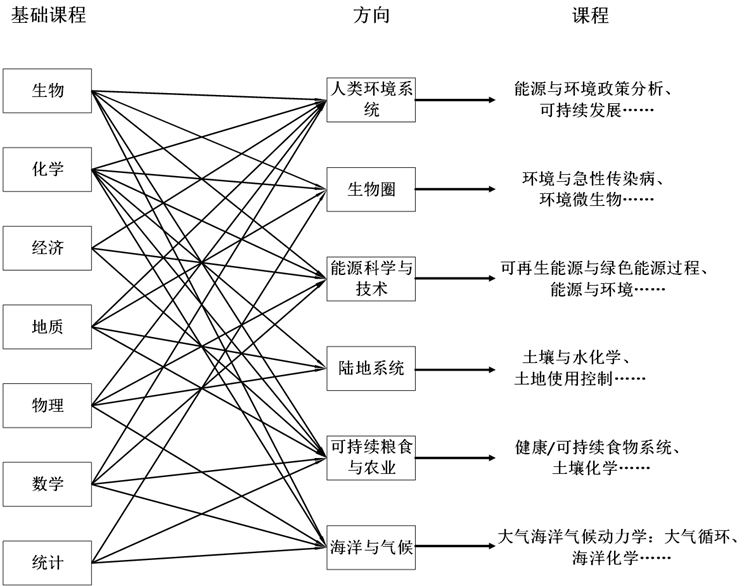 基础课程
方向
课程
生物
化学
经济
地质
物理
数学
统计
人类环境系
统
生物圈
能源科学与
技术
陆地系统
可持续粮食
与农业
海洋与气候
能源与环境政策分析、
可持续发展……
环境与急性传染病、
环境微生物……
可再生能源与绿色能源过程、
能源与环境……
土壤与水化学、
土地使用控制……
健康/可持续食物系统、
土壤化学……
大气海洋气候动力学：大气循环、
海洋化学……